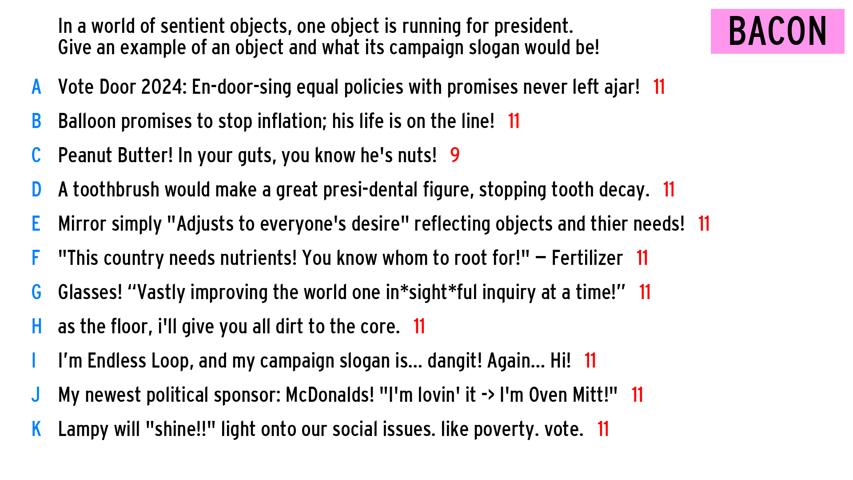 In a world of sentient objects, one object is running for president.
Give an example of an object and what its campaign slogan would be!
BACON
A Vote Door 2024: En-door-sing equal policies with promises never left ajar! 11
B Balloon promises to stop inflation; his life is on the line! 11
C Peanut Butter! In your guts, you know he's nuts! 9
D A toothbrush would make a great presi-dental figure, stopping tooth decay. 11
E Mirror simply "Adjusts to everyone's desire" reflecting objects and thier needs! 11
F "This country needs nutrients! You know whom to root for!" – Fertilizer 11
G Glasses! “Vastly improving the world one in*sight*ful inquiry at a time!” 11
H as the floor, i'll give you all dirt to the core. 11
I I’m Endless Loop, and my campaign slogan is... dangit! Again... Hi! 11
J My newest political sponsor: McDonalds! "I'm lovin' it -> I'm Oven Mitt!" 11
K Lampy will "shine!!" light onto our social issues. like poverty. vote. 11